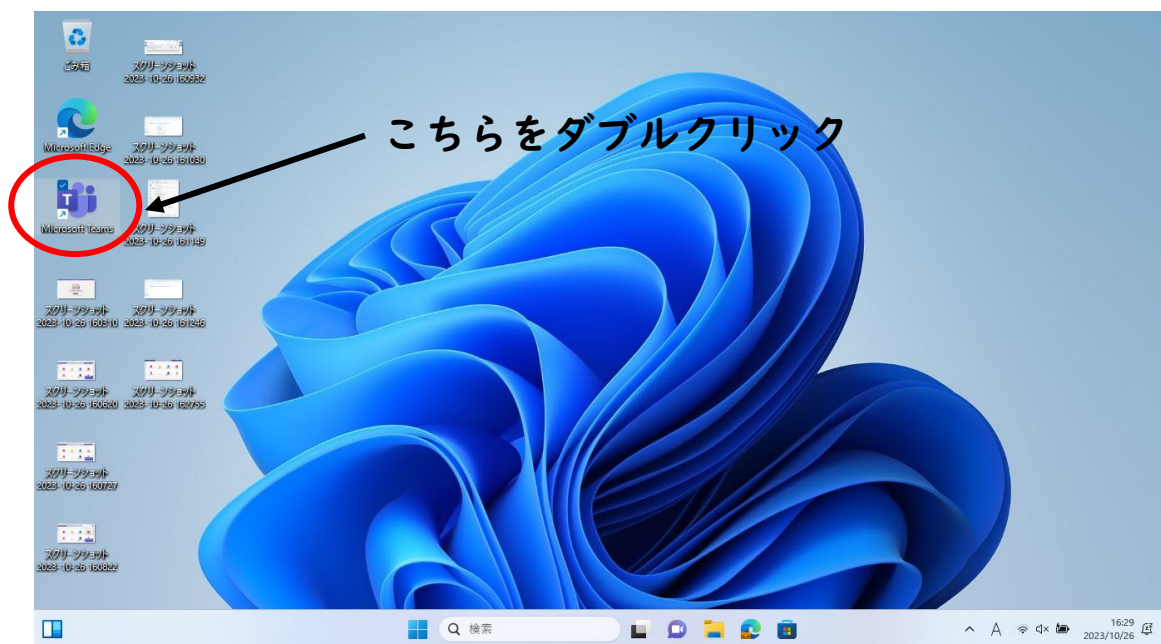 ごみ箱
スクリーンショット
2023-10-26 160932
Microsoft Edge
スクリーンショット
2023-10-26 161030
こちらをダブルクリック
Microsoft Teams
スクリーンショット
2023-10-26 161149
スクリーンショット
2023-10-26 160310
スクリーンショット
2023-10-26 161246
スクリーンショット
2023-10-26 160620
スクリーンショット
2023-10-26 162755
スクリーンショット
2023-10-26 160727
スクリーンショット
2023-10-26 160822
検索
A
16:29
2023/10/26